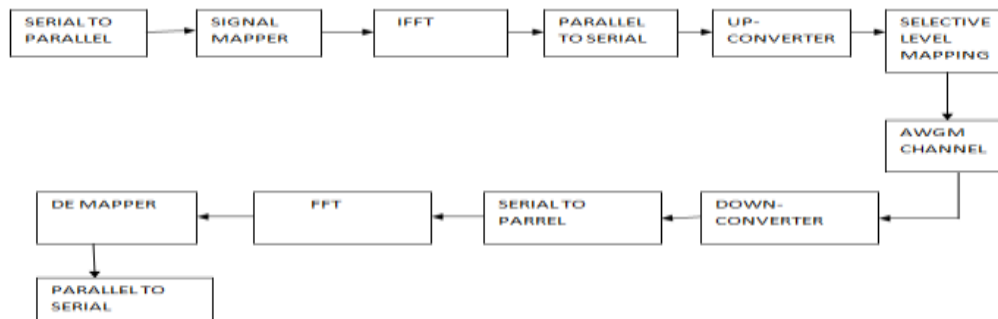 SERIAL TO
PARALLEL
SIGNAL
MAPPER
IFFT
PARALLEL
TO SERIAL
UP-
CONVERTER
SELECTIVE
LEVEL
MAPPING
AWGM
CHANNEL
DE MAPPER
FFT
SERIAL TO
PARREL
DOWN-
CONVERTER
PARALLEL TO
SERIAL